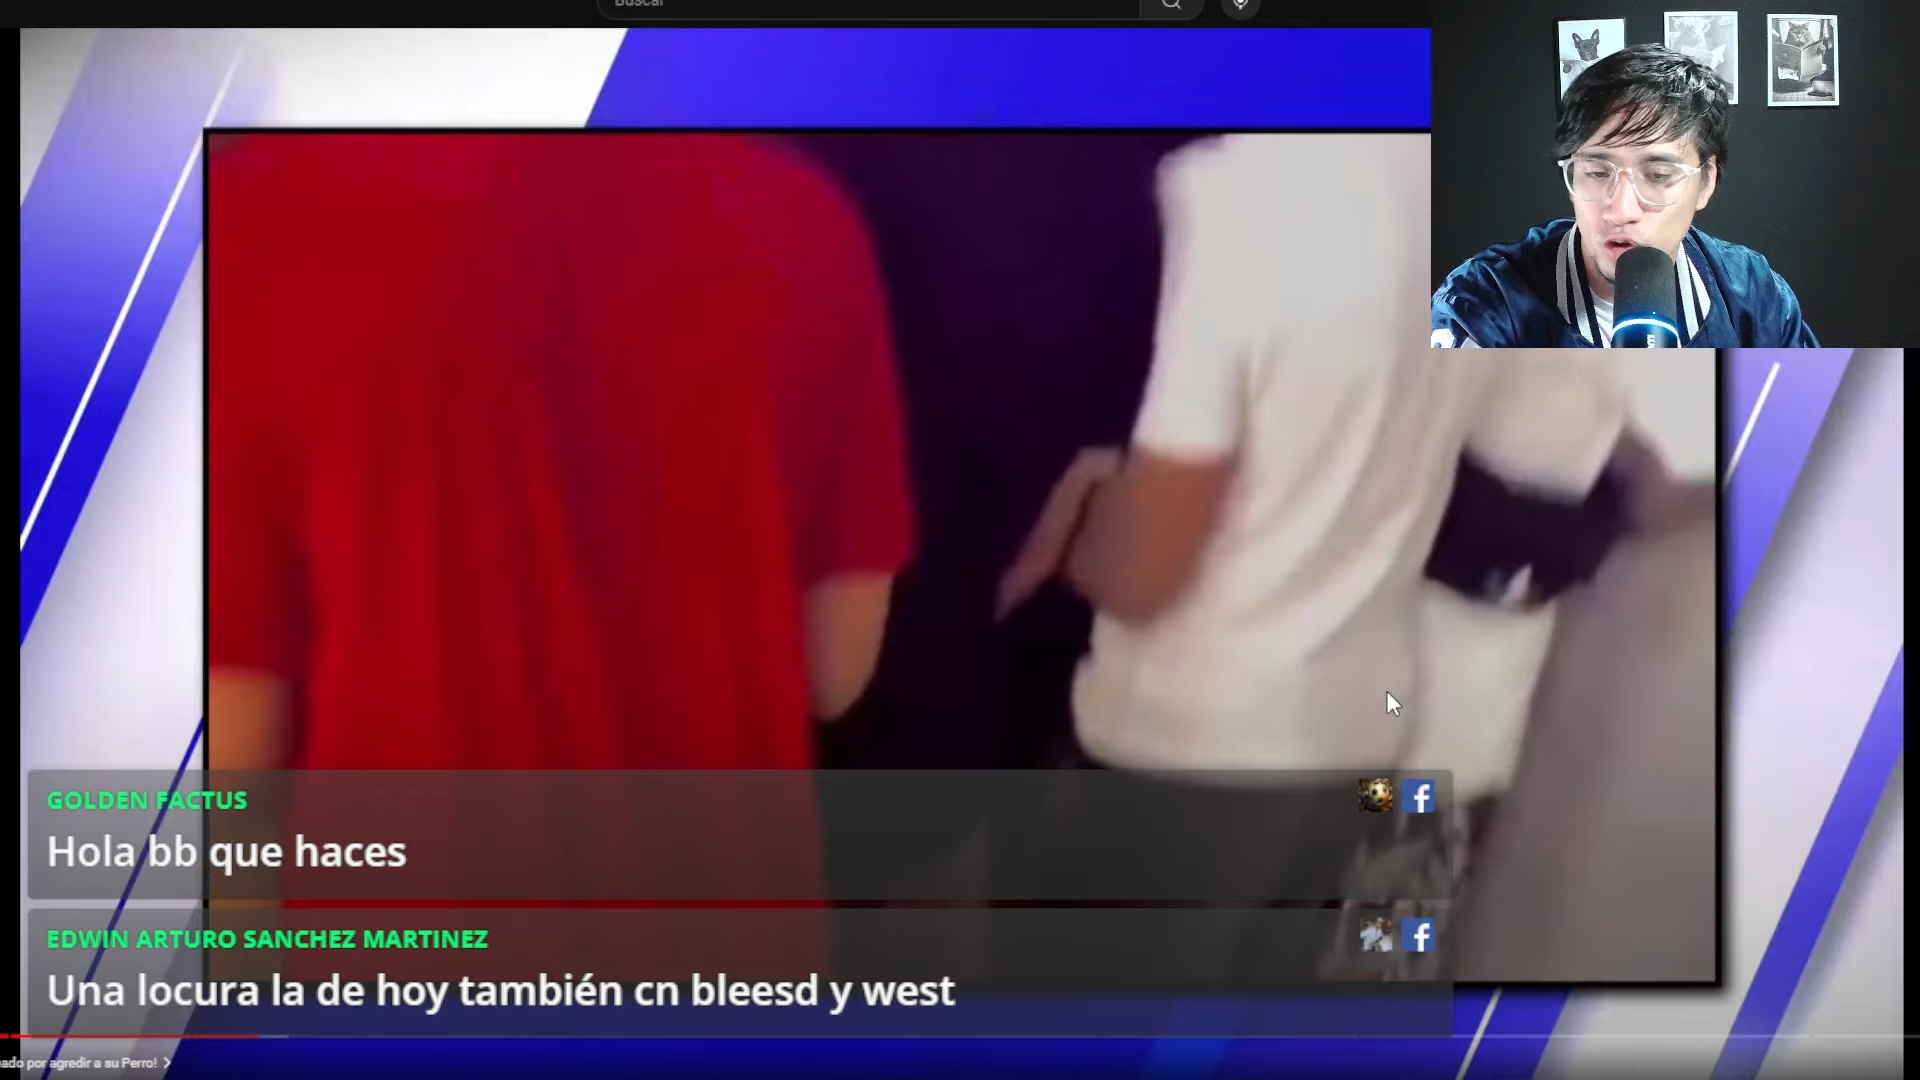 Buscar
GOLDEN FACTUS
Hola bb que haces
EDWIN ARTURO SANCHEZ MARTINEZ
Una locura la de hoy también cn bleesd y west
ado por agredir a su Perro!